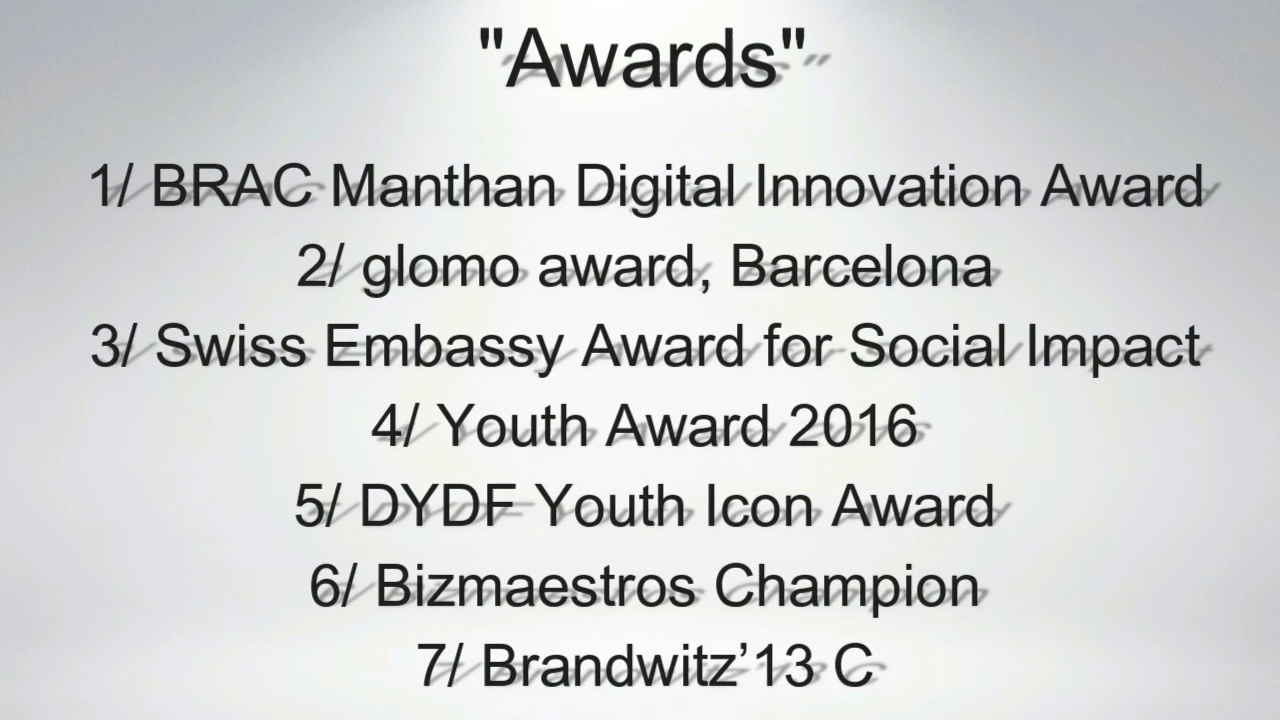 "Awards"
1/ BRAC Manthan Digital Innovation Award
2/ glomo award, Barcelona
3/ Swiss Embassy Award for Social Impact
4/ Youth Award 2016
5/ DYDF Youth Icon Award
6/ Bizmaestros Champion
7/ Brandwitz’13 C